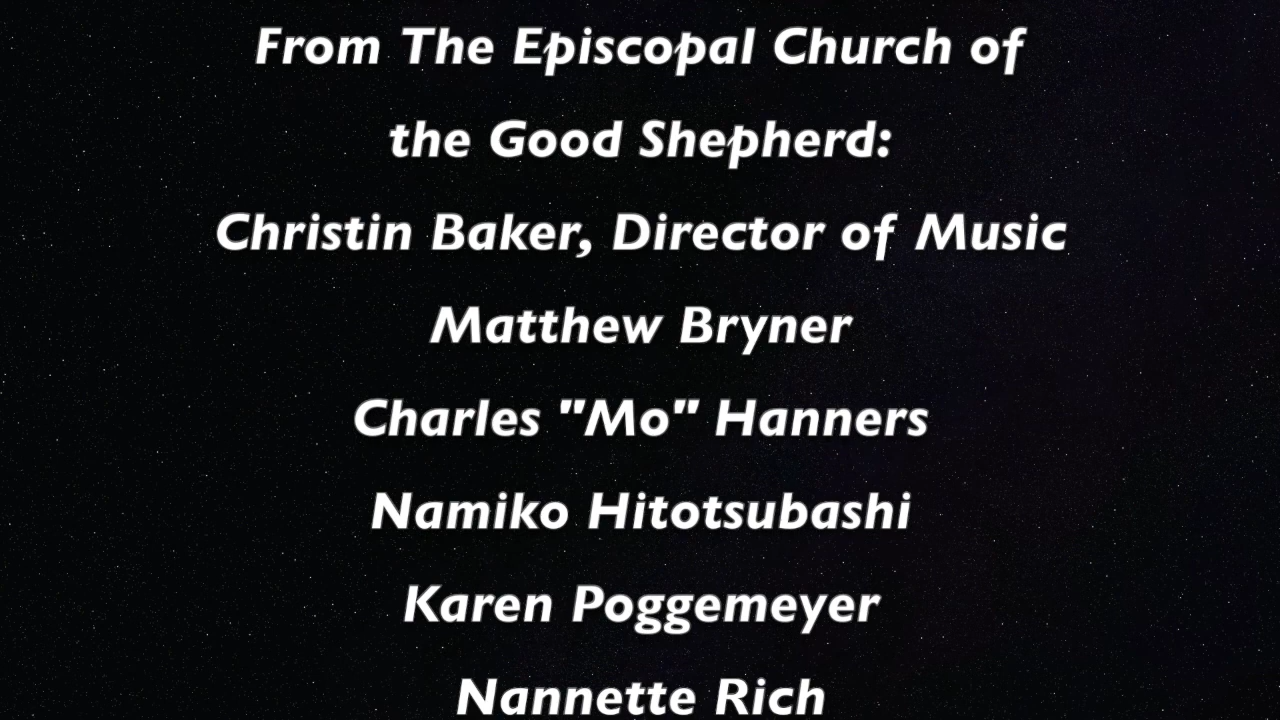 From The Episcopal Church of
the Good Shepherd:
Christin Baker, Director of Music
Matthew Bryner
Charles "Mo" Hanners
Namiko Hitotsubashi
Karen Poggemeyer
Nannette Rich